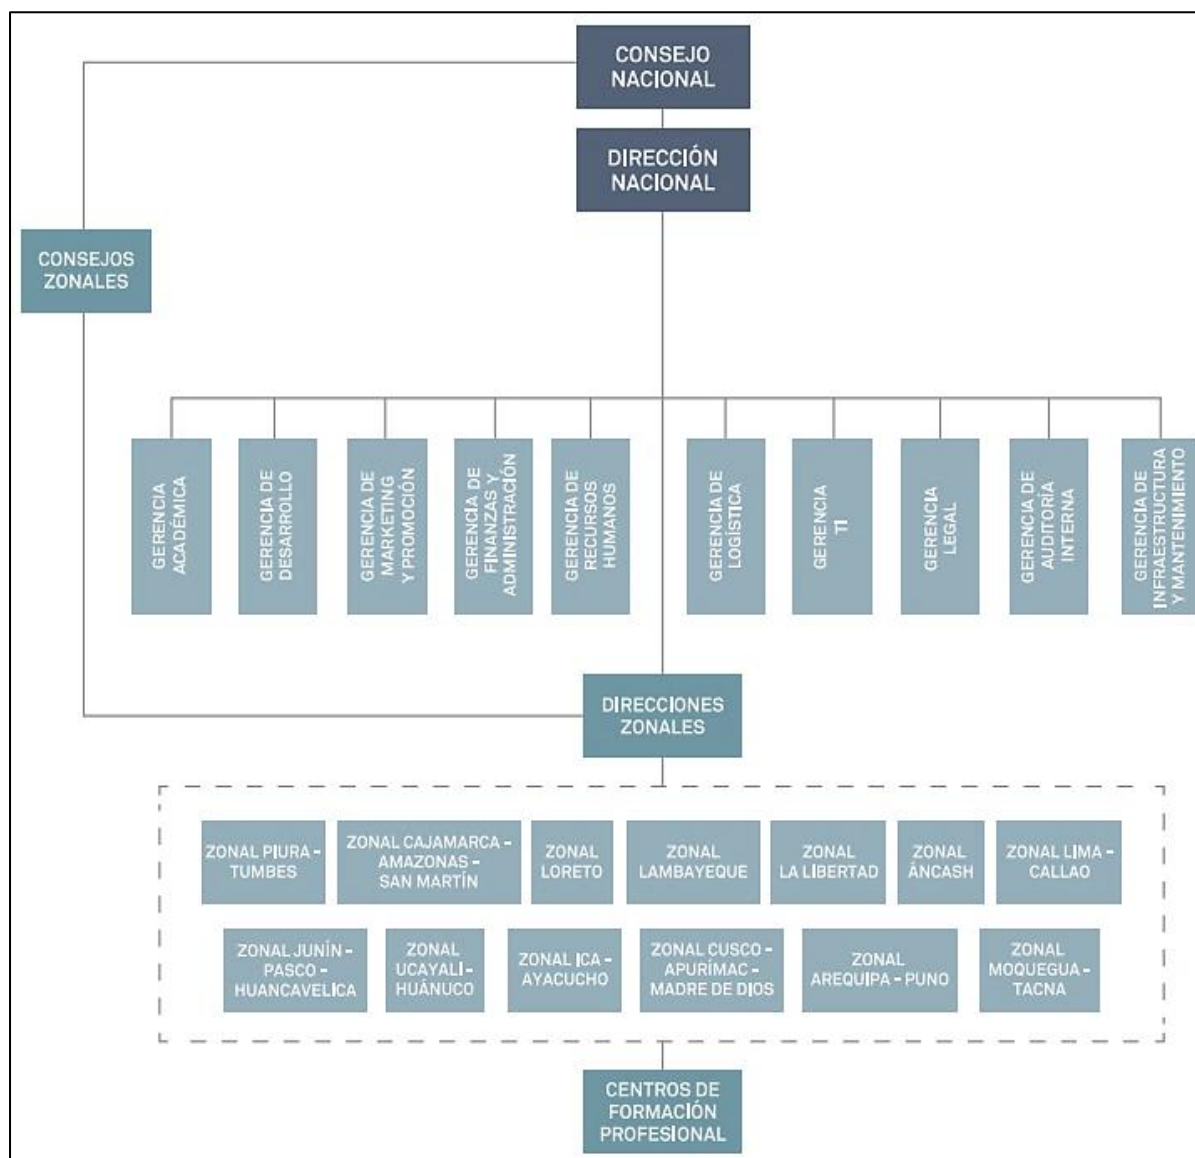 CONSEJO
NACIONAL
DIRECCIÓN
NACIONAL
CONSEJOS
ZONALES
GERENCIA
ACADÉMICA
GERENCIA DE
DESARROLLO
GERENCIA DE
MARKETING
Y PROMOCIÓN
GERENCIA DE
FINANZAS Y
ADMINISTRACIÓN
GERENCIA DE
RECURSOS
HUMANOS
GERENCIA DE
LOGÍSTICA
GERENCIA
TI
GERENCIA
LEGAL
GERENCIA DE
AUDITORÍA
INTERNA
GERENCIA DE
INFRAESTRUCTURA
Y MANTENIMIENTO
DIRECCIONES
ZONALES
ZONAL PIURA –
TUMBES
ZONAL CAJAMARCA –
AMAZONAS –
SAN MARTÍN
ZONAL
LORETO
ZONAL
LAMBAYEQUE
ZONAL
LA LIBERTAD
ZONAL
ÁNCASH
ZONAL LIMA –
CALLAO
ZONAL JUNÍN –
PASCO –
HUANCAVELICA
ZONAL
UCAYALI –
HUÁNUCO
ZONAL ICA –
AYACUCHO
ZONAL CUSCO –
APURÍMAC –
MADRE DE DIOS
ZONAL
AREQUIPA – PUNO
ZONAL
MOQUEGUA –
TACNA
CENTROS DE
FORMACIÓN
PROFESIONAL